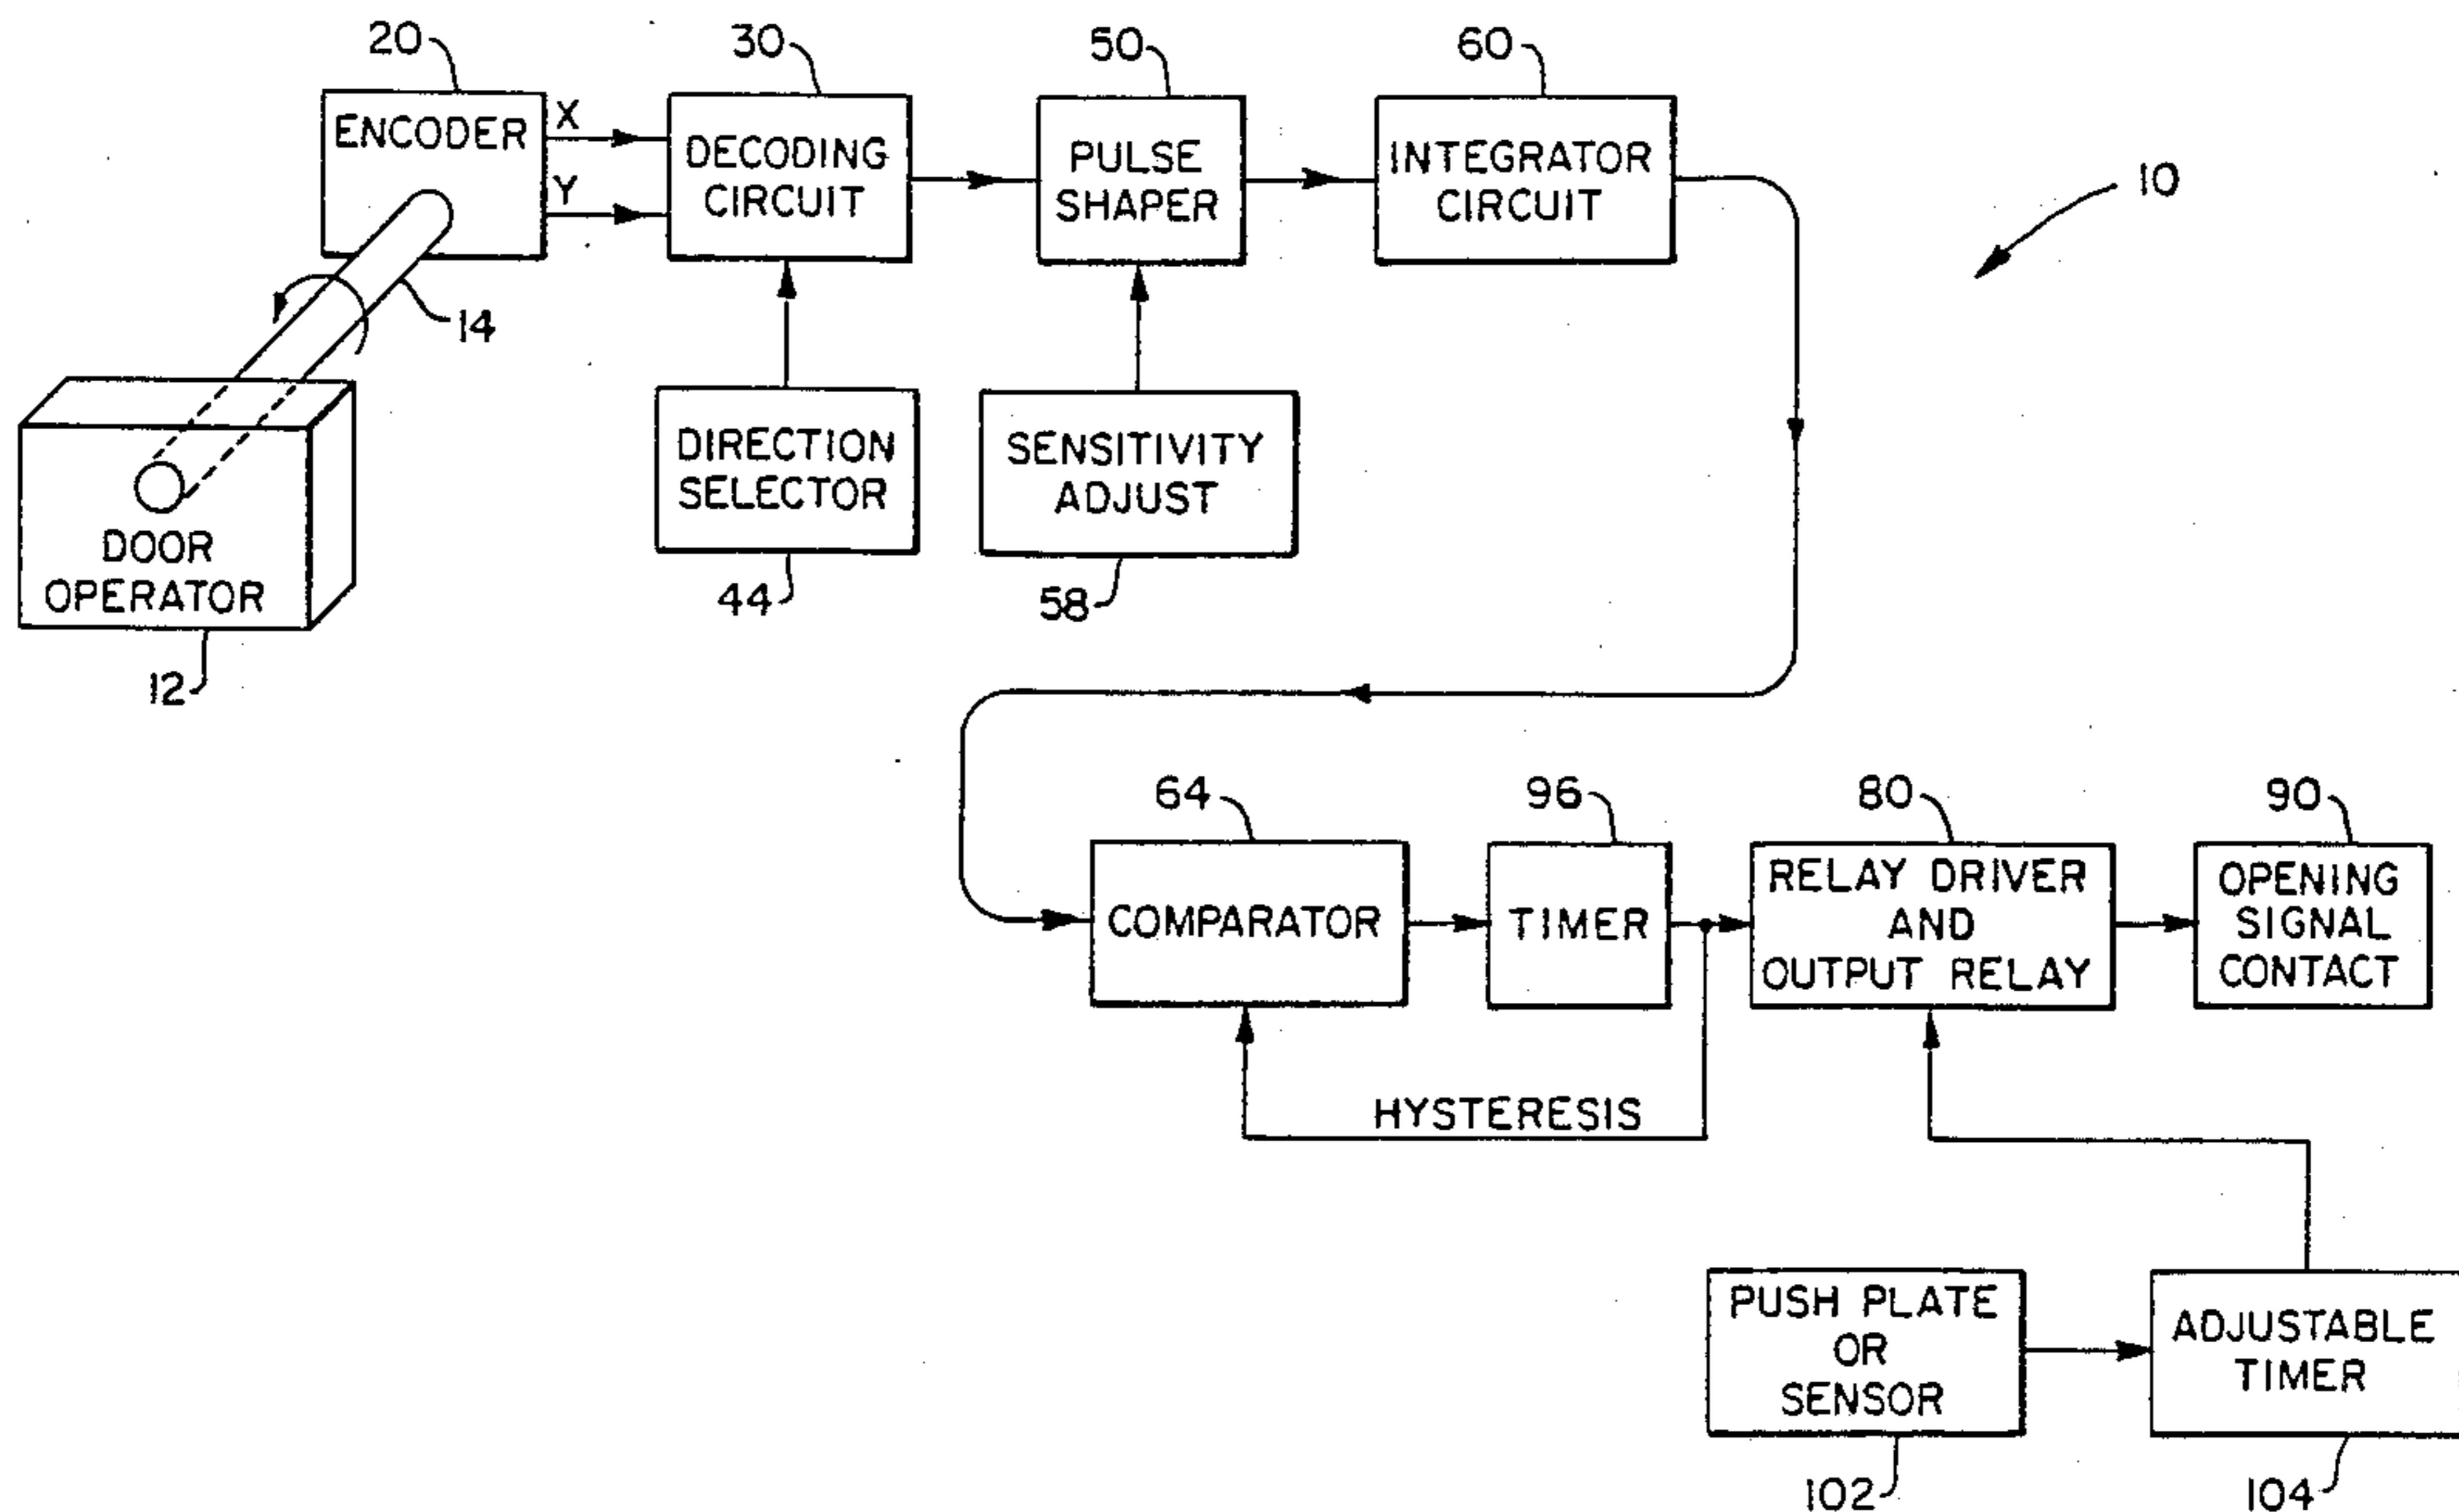 20
30
50
60
ENCODER
X
Y
DECODING
CIRCUIT
PULSE
SHAPER
INTEGRATOR
CIRCUIT
10
14
DIRECTION
SELECTOR
SENSITIVITY
ADJUST
DOOR
OPERATOR
44
58
12
64
96
80
90
COMPARATOR
TIMER
RELAY DRIVER
AND
OUTPUT RELAY
OPENING
SIGNAL
CONTACT
HYSTERESIS
PUSH PLATE
OR
SENSOR
ADJUSTABLE
TIMER
102
104